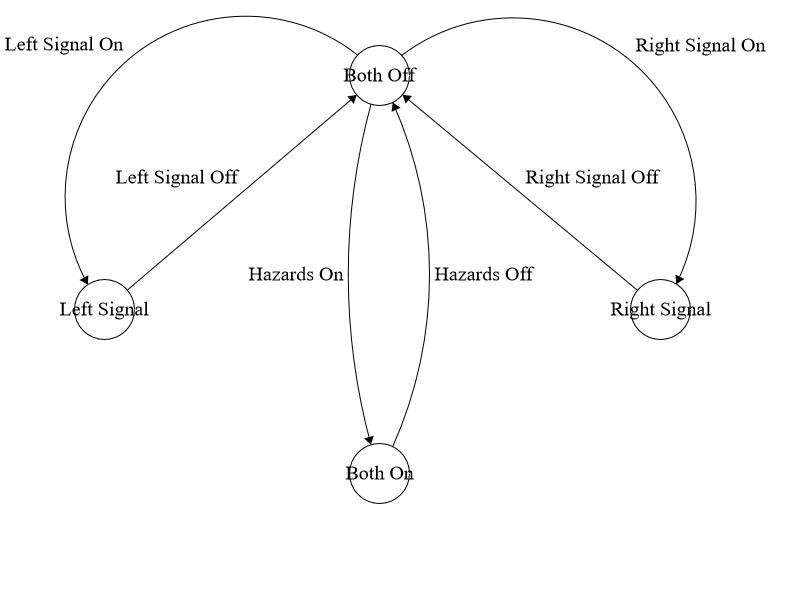 Left Signal On
Right Signal On
Both Off
Left Signal Off
Right Signal Off
Hazards On
Hazards Off
Left Signal
Right Signal
Both On